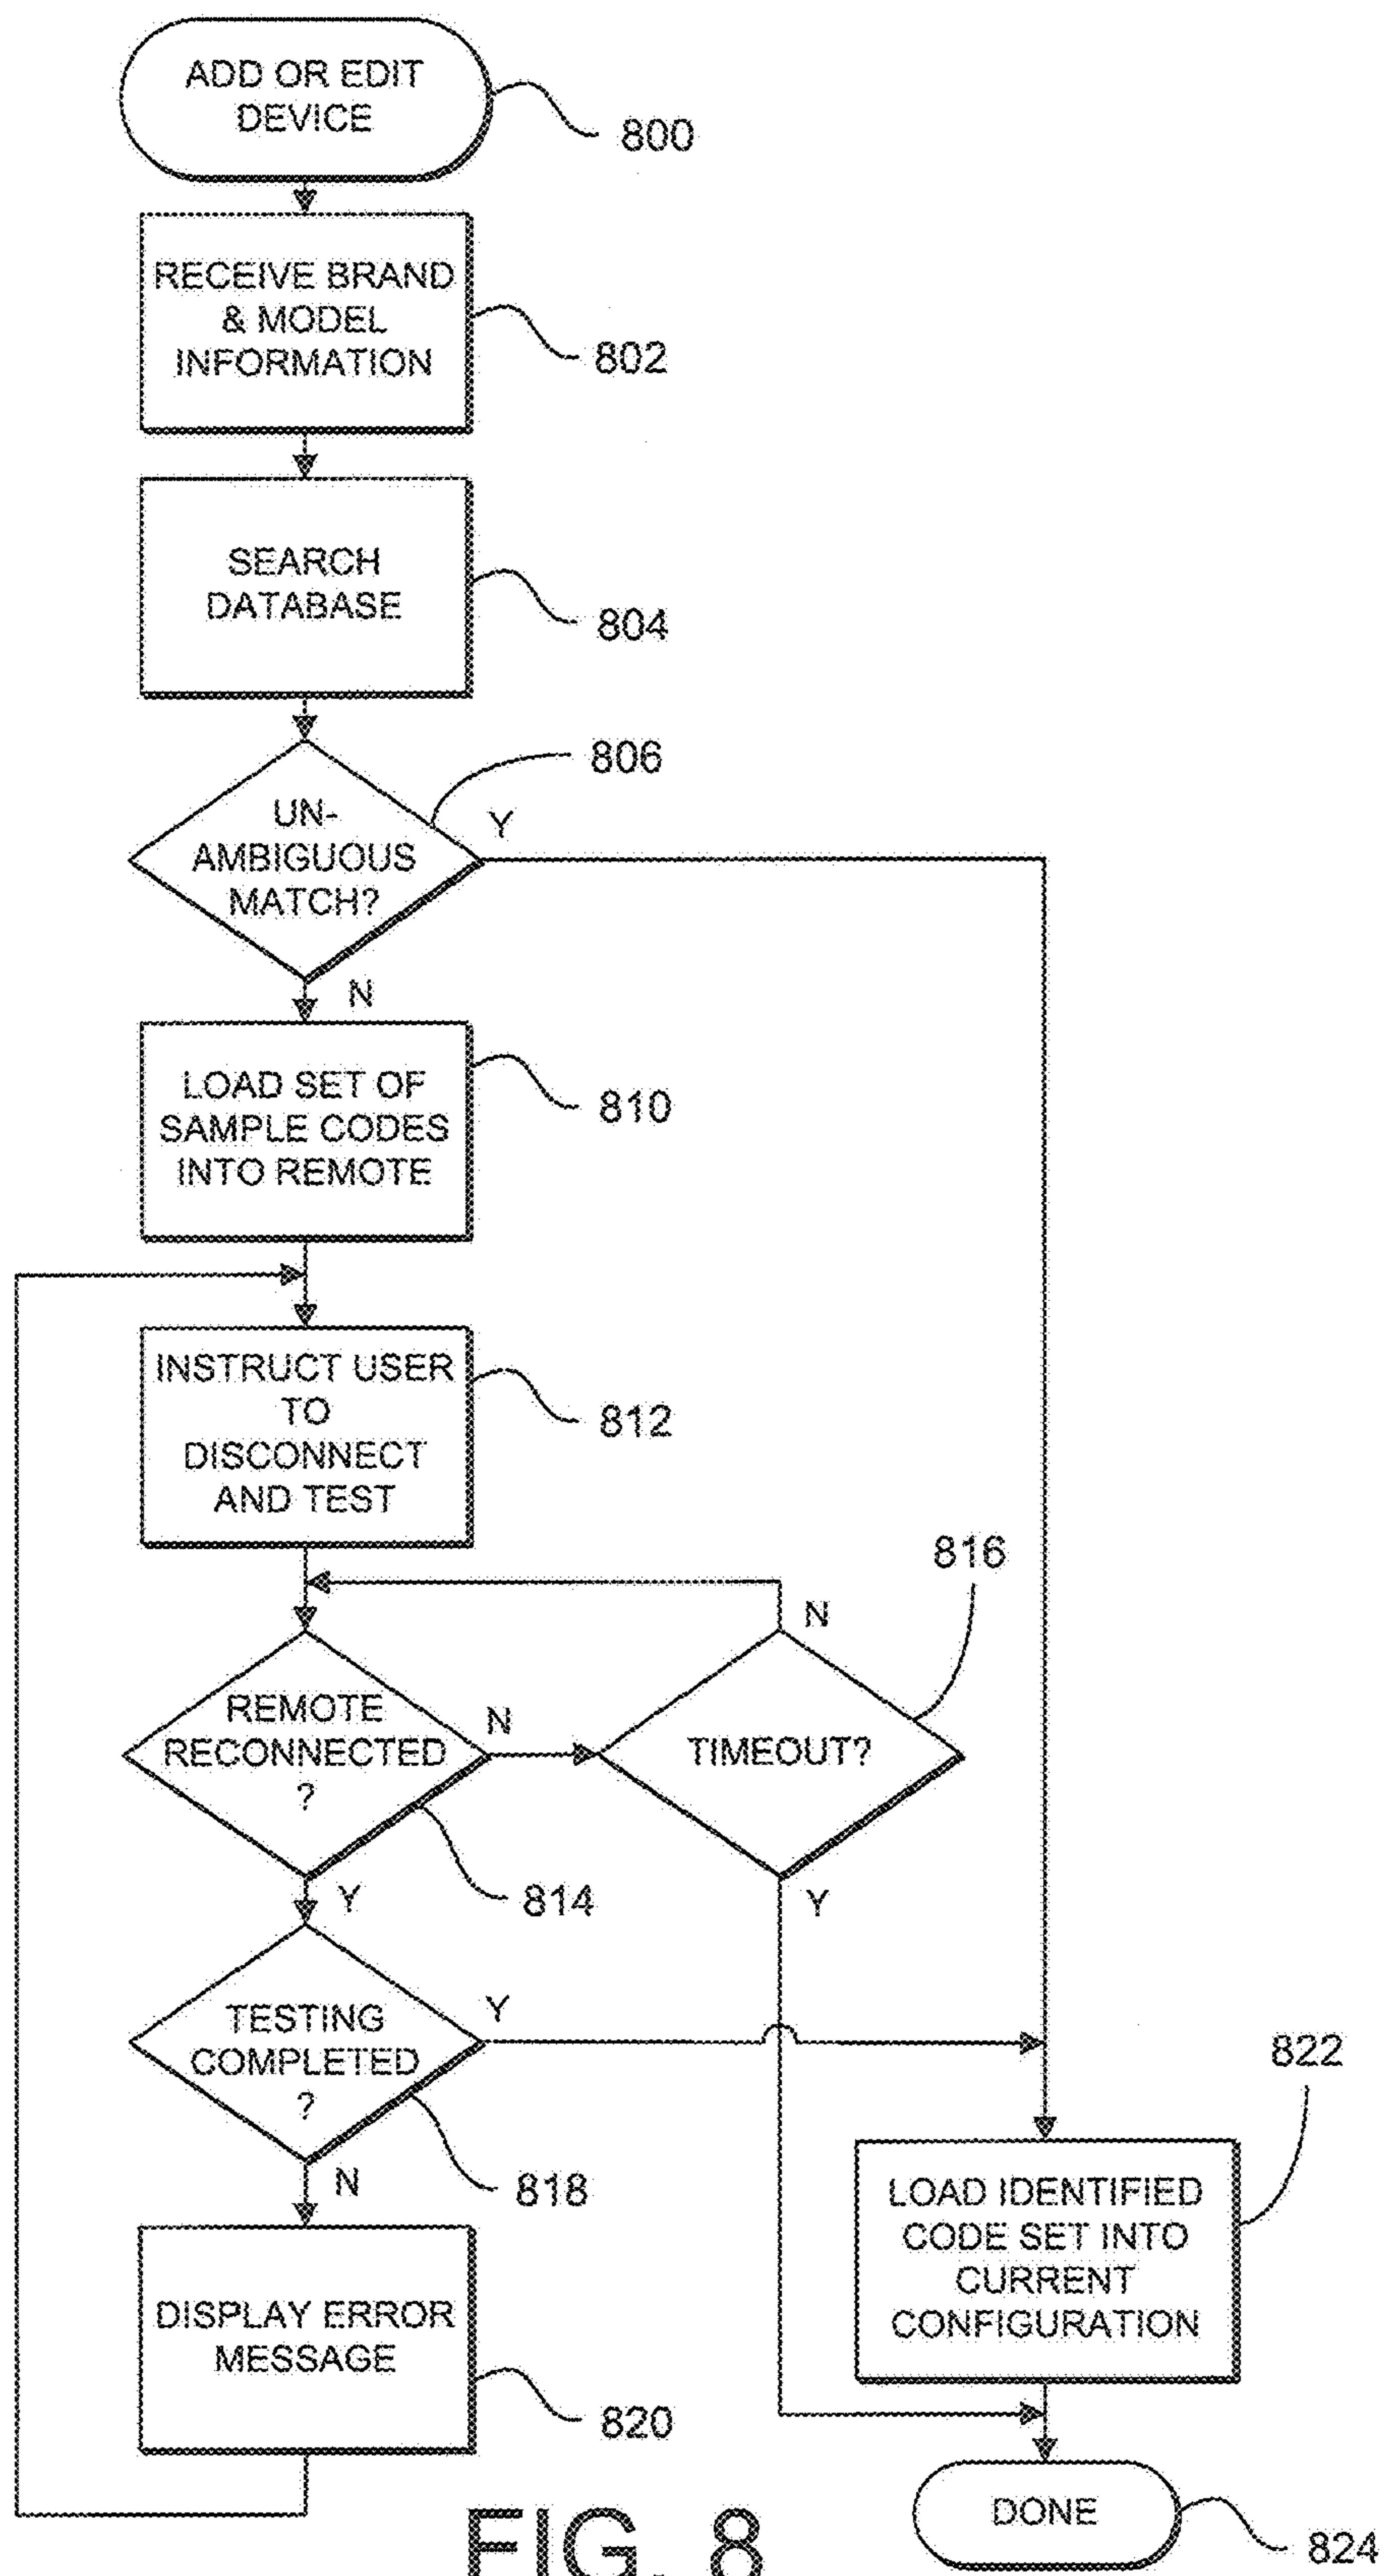 ADD OR EDIT
DEVICE
800
RECEIVE BRAND
& MODEL
INFORMATION
802
SEARCH
DATABASE
804
806
UN-
AMBIGUOUS
MATCH?
Y
N
LOAD SET OF
SAMPLE CODES
INTO REMOTE
810
INSTRUCT USER
TO
DISCONNECT
AND TEST
812
816
N
REMOTE
RECONNECTED
?
N
TIMEOUT?
814
Y
Y
TESTING
COMPLETED
?
Y
818
N
822
LOAD IDENTIFIED
CODE SET INTO
CURRENT
CONFIGURATION
DISPLAY ERROR
MESSAGE
820
DONE
824
FIG. 8